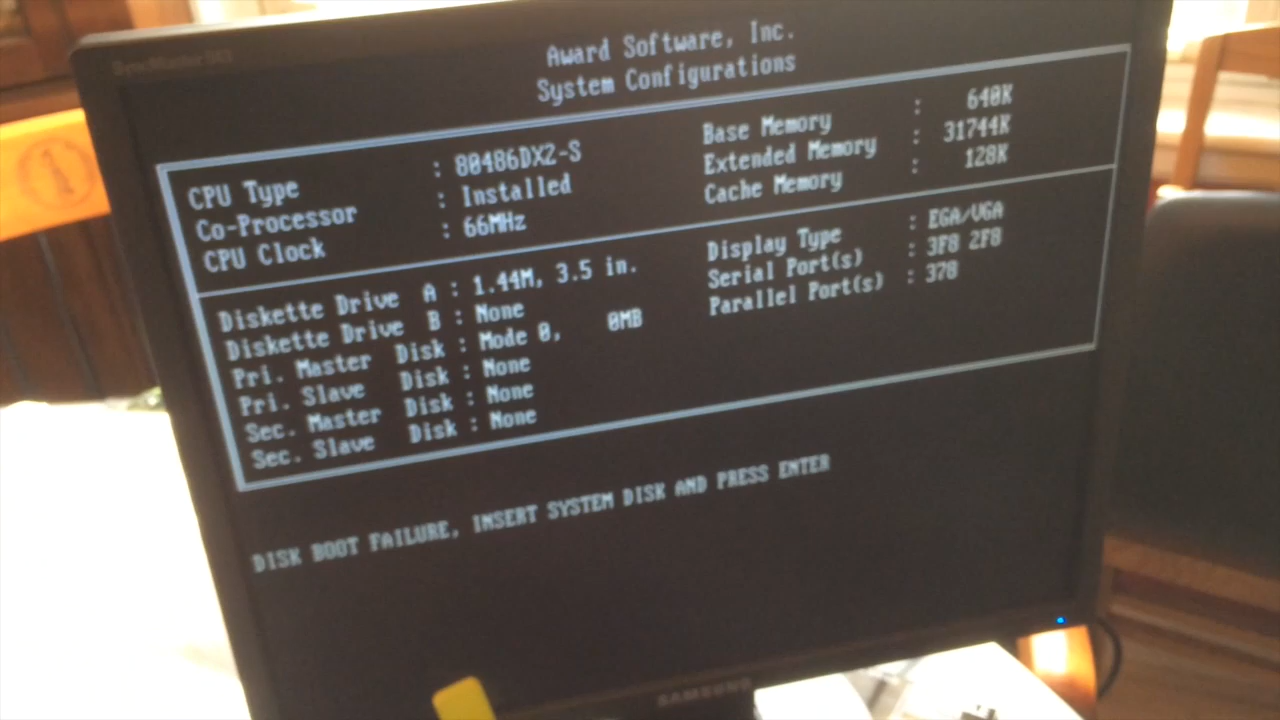 Award Software, Inc.
System Configurations
CPU Type : 80486DX2-S
Co-Processor : Installed
CPU Clock : 66MHz
Base Memory : 640K
Extended Memory : 31744K
Cache Memory : 128K
Diskette Drive A : 1.44M, 3.5 in.
Diskette Drive B : None
Pri. Master Disk : Mode 0, 0MB
Pri. Slave Disk : None
Sec. Master Disk : None
Sec. Slave Disk : None
Display Type : EGA/VGA
Serial Port(s) : 3F8 2F8
Parallel Port(s) : 378
DISK BOOT FAILURE, INSERT SYSTEM DISK AND PRESS ENTER
SAMSUNG